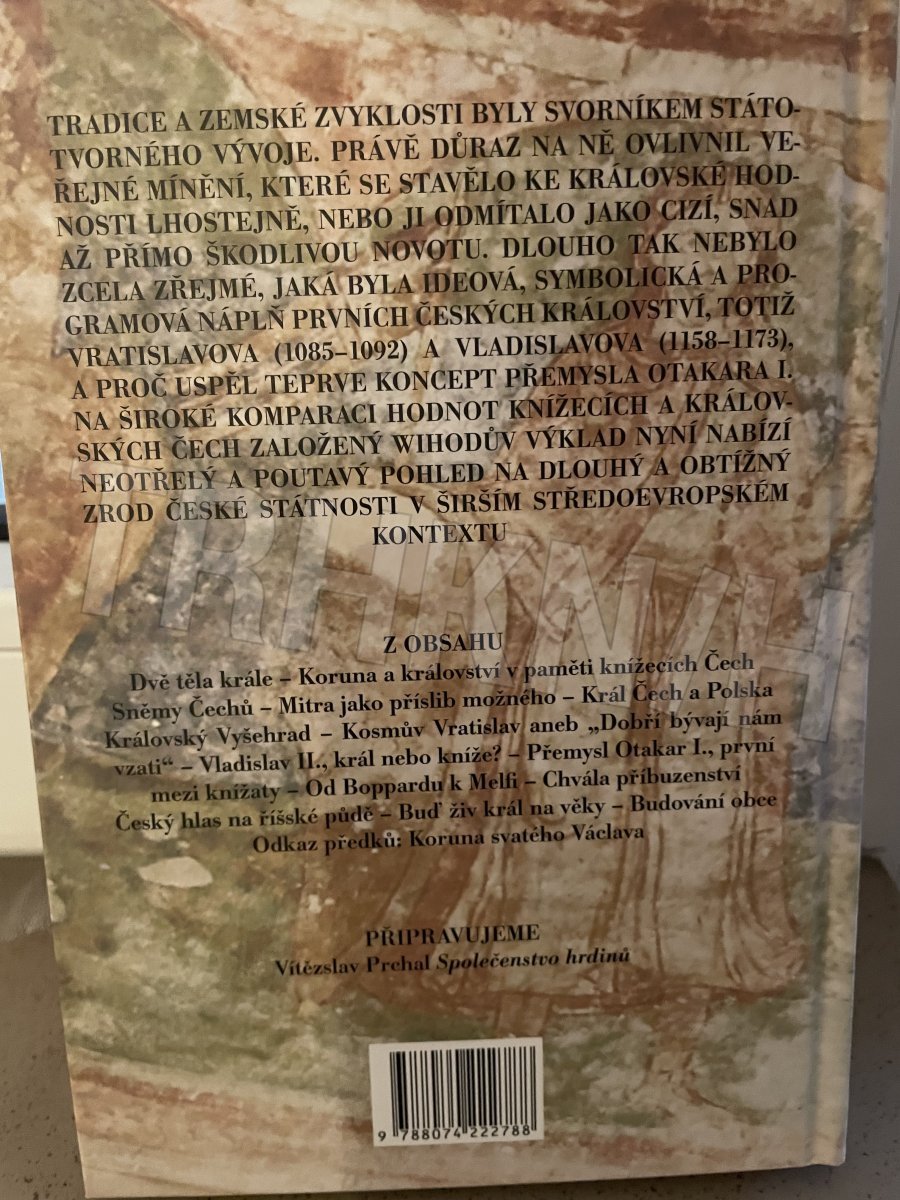 TRADICE A ZEMSKÉ ZVYKLOSTI BYLY SVORNÍKEM STÁTO-
TVORNÉHO VÝVOJE. PRÁVĚ DŮRAZ NA NĚ OVLIVNIL VE-
ŘEJNÉ MÍNĚNÍ, KTERÉ SE STAVĚLO KE KRÁLOVSKÉ HOD-
NOSTI LHOSTEJNĚ, NEBO JI ODMÍTALO JAKO CIZÍ, SNAD
AŽ PŘÍMO ŠKODLIVOU NOVOTU. DLOUHO TAK NEBYLO
ZCELA ZŘEJMÉ, JAKÁ BYLA IDEOVÁ, SYMBOLICKÁ A PRO-
GRAMOVÁ NÁPLŇ PRVNÍCH ČESKÝCH KRÁLOVSTVÍ, TOTIŽ
VRATISLAVOVA (1085–1092) A VLADISLAVOVA (1158–1173),
A PROČ USPĚL TEPRVE KONCEPT PŘEMYSLA OTAKARA I.
NA ŠIROKÉ KOMPARACI HODNOT KNÍŽECÍCH A KRÁLOV-
SKÝCH ČECH ZALOŽENÝ WIHODŮV VÝKLAD NYNÍ NABÍZÍ
NEOTŘELÝ A POUTAVÝ POHLED NA DLOUHÝ A OBTÍŽNÝ
ZROD ČESKÉ STÁTNOSTI V ŠIRŠÍM STŘEDOEVROPSKÉM
KONTEXTU
TRHKNIH
Z OBSAHU
Dvě těla krále – Koruna a království v paměti knížecích Čech
Sněmy Čechů – Mitra jako příslib možného – Král Čech a Polska
Královský Vyšehrad – Kosmův Vratislav aneb „Dobří bývají nám
vzati“ – Vladislav II., král nebo kníže? – Přemysl Otakar I., první
mezi knížaty – Od Boppardu k Melfi – Chvála příbuzenství
Český hlas na říšské půdě – Buď živ král na věky – Budování obce
Odkaz předků: Koruna svatého Václava
PŘIPRAVUJEME
Vítězslav Prchal Společenstvo hrdinů
9 788074 222788